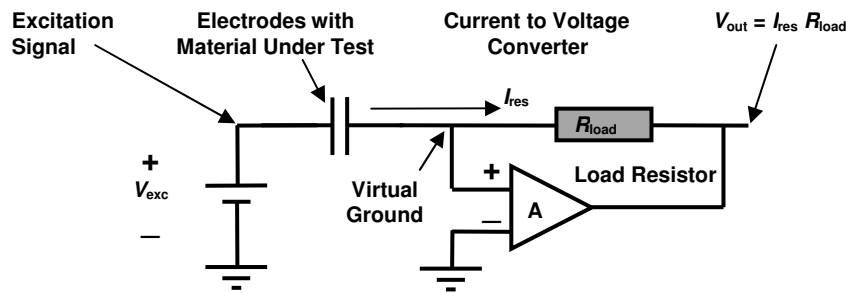 Excitation
Signal
Electrodes with
Material Under Test
Current to Voltage
Converter
Vout = Ires Rload
Ires
Rload
+
Vexc
_
Virtual
Ground
+
_
A
Load Resistor